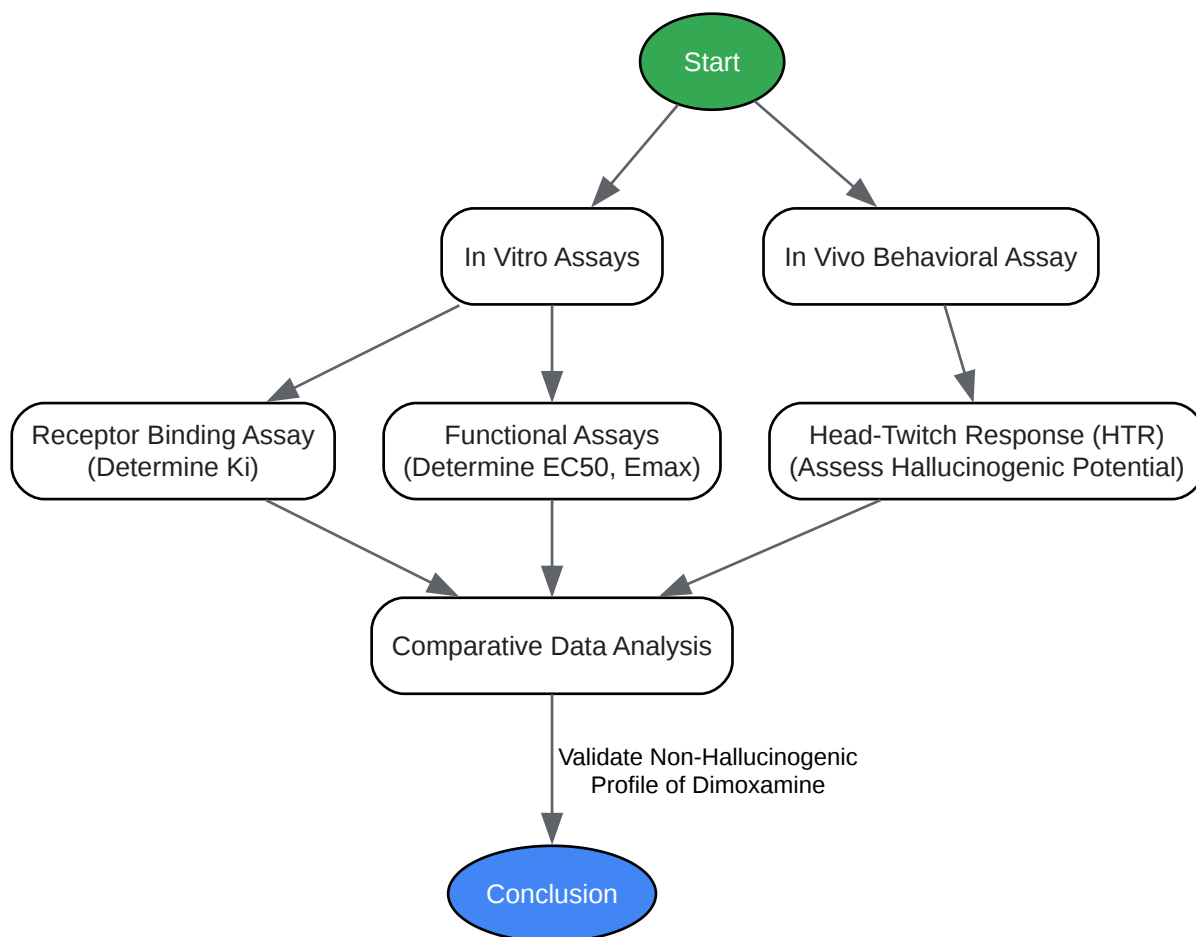 Start
In Vitro Assays
In Vivo Behavioral Assay
Receptor Binding Assay
(Determine Ki)
Functional Assays
(Determine EC50, Emax)
Head-Twitch Response (HTR)
(Assess Hallucinogenic Potential)
Comparative Data Analysis
Validate Non-Hallucinogenic
Profile of Dimoxamine
Conclusion